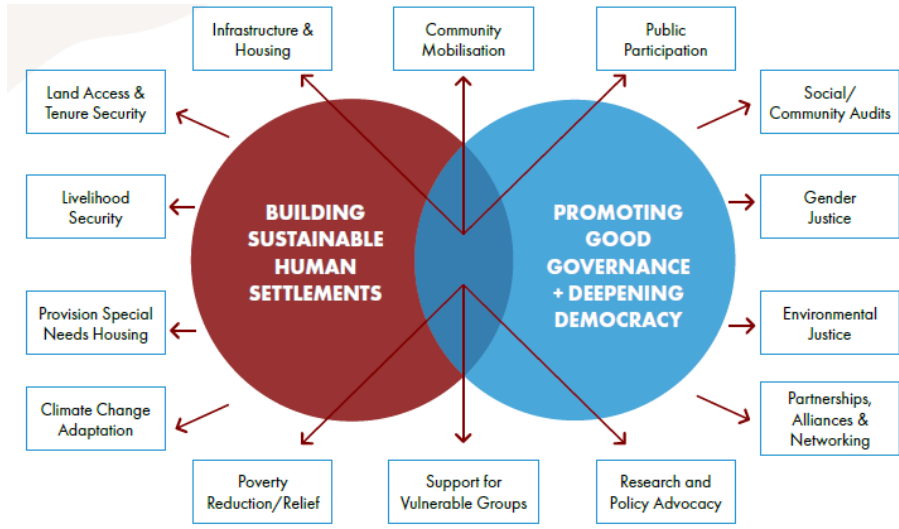 Infrastructure &
Housing
Community
Mobilisation
Public
Participation
Land Access &
Tenure Security
Social/
Community Audits
Livelihood
Security
BUILDING
SUSTAINABLE
HUMAN
SETTLEMENTS
PROMOTING
GOOD
GOVERNANCE
+ DEEPENING
DEMOCRACY
Gender
Justice
Provision Special
Needs Housing
Environmental
Justice
Climate Change
Adaptation
Partnerships,
Alliances &
Networking
Poverty
Reduction/Relief
Support for
Vulnerable Groups
Research and
Policy Advocacy